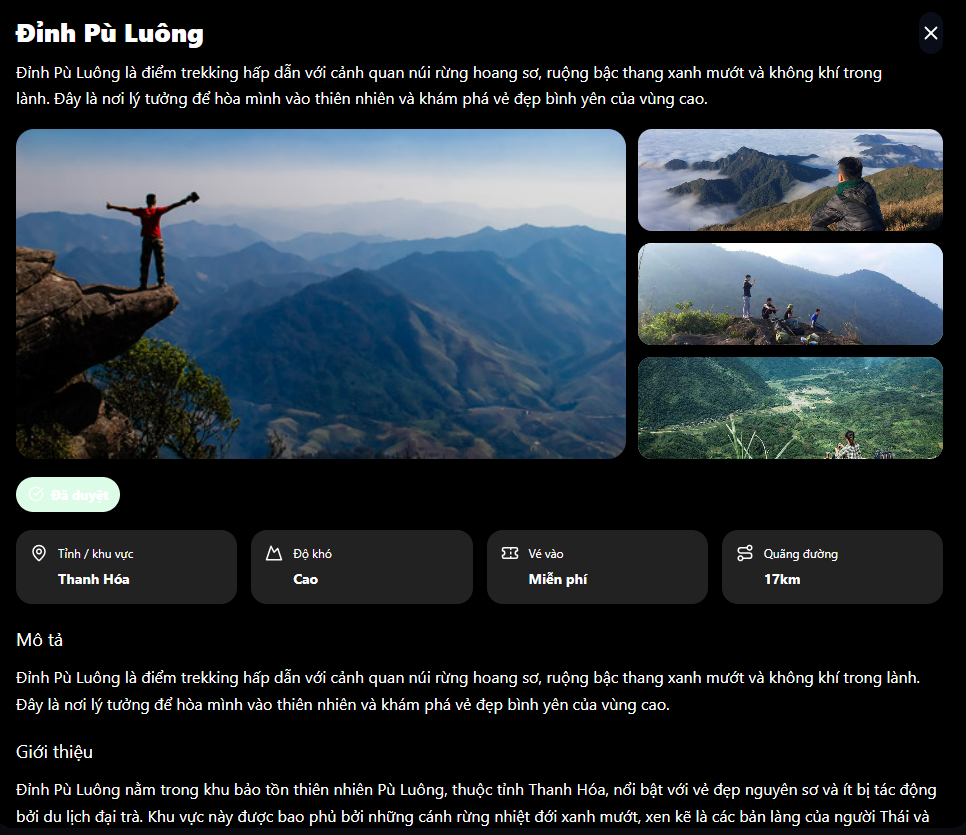 Đỉnh Pù Luông
Đỉnh Pù Luông là điểm trekking hấp dẫn với cảnh quan núi rừng hoang sơ, ruộng bậc thang xanh mướt và không khí trong
lành. Đây là nơi lý tưởng để hòa mình vào thiên nhiên và khám phá vẻ đẹp bình yên của vùng cao.
Đã duyệt
Tỉnh / khu vực
Thanh Hóa
Độ khó
Cao
Vé vào
Miễn phí
Quãng đường
17km
Mô tả
Đỉnh Pù Luông là điểm trekking hấp dẫn với cảnh quan núi rừng hoang sơ, ruộng bậc thang xanh mướt và không khí trong lành.
Đây là nơi lý tưởng để hòa mình vào thiên nhiên và khám phá vẻ đẹp bình yên của vùng cao.
Giới thiệu
Đỉnh Pù Luông nằm trong khu bảo tồn thiên nhiên Pù Luông, thuộc tỉnh Thanh Hóa, nổi bật với vẻ đẹp nguyên sơ và ít bị tác động
bởi du lịch đại trà. Khu vực này được bao phủ bởi những cánh rừng nhiệt đới xanh mướt, xen kẽ là các bản làng của người Thái và